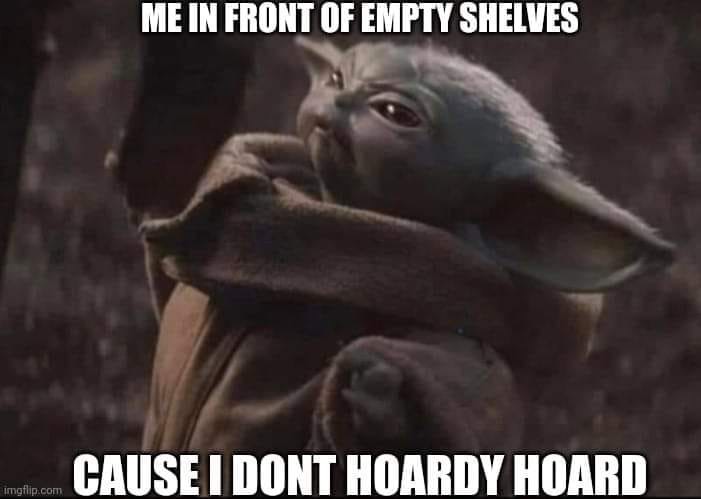 ME IN FRONT OF EMPTY SHELVES
CAUSE I DONT HOARDY HOARD
imgflip.com